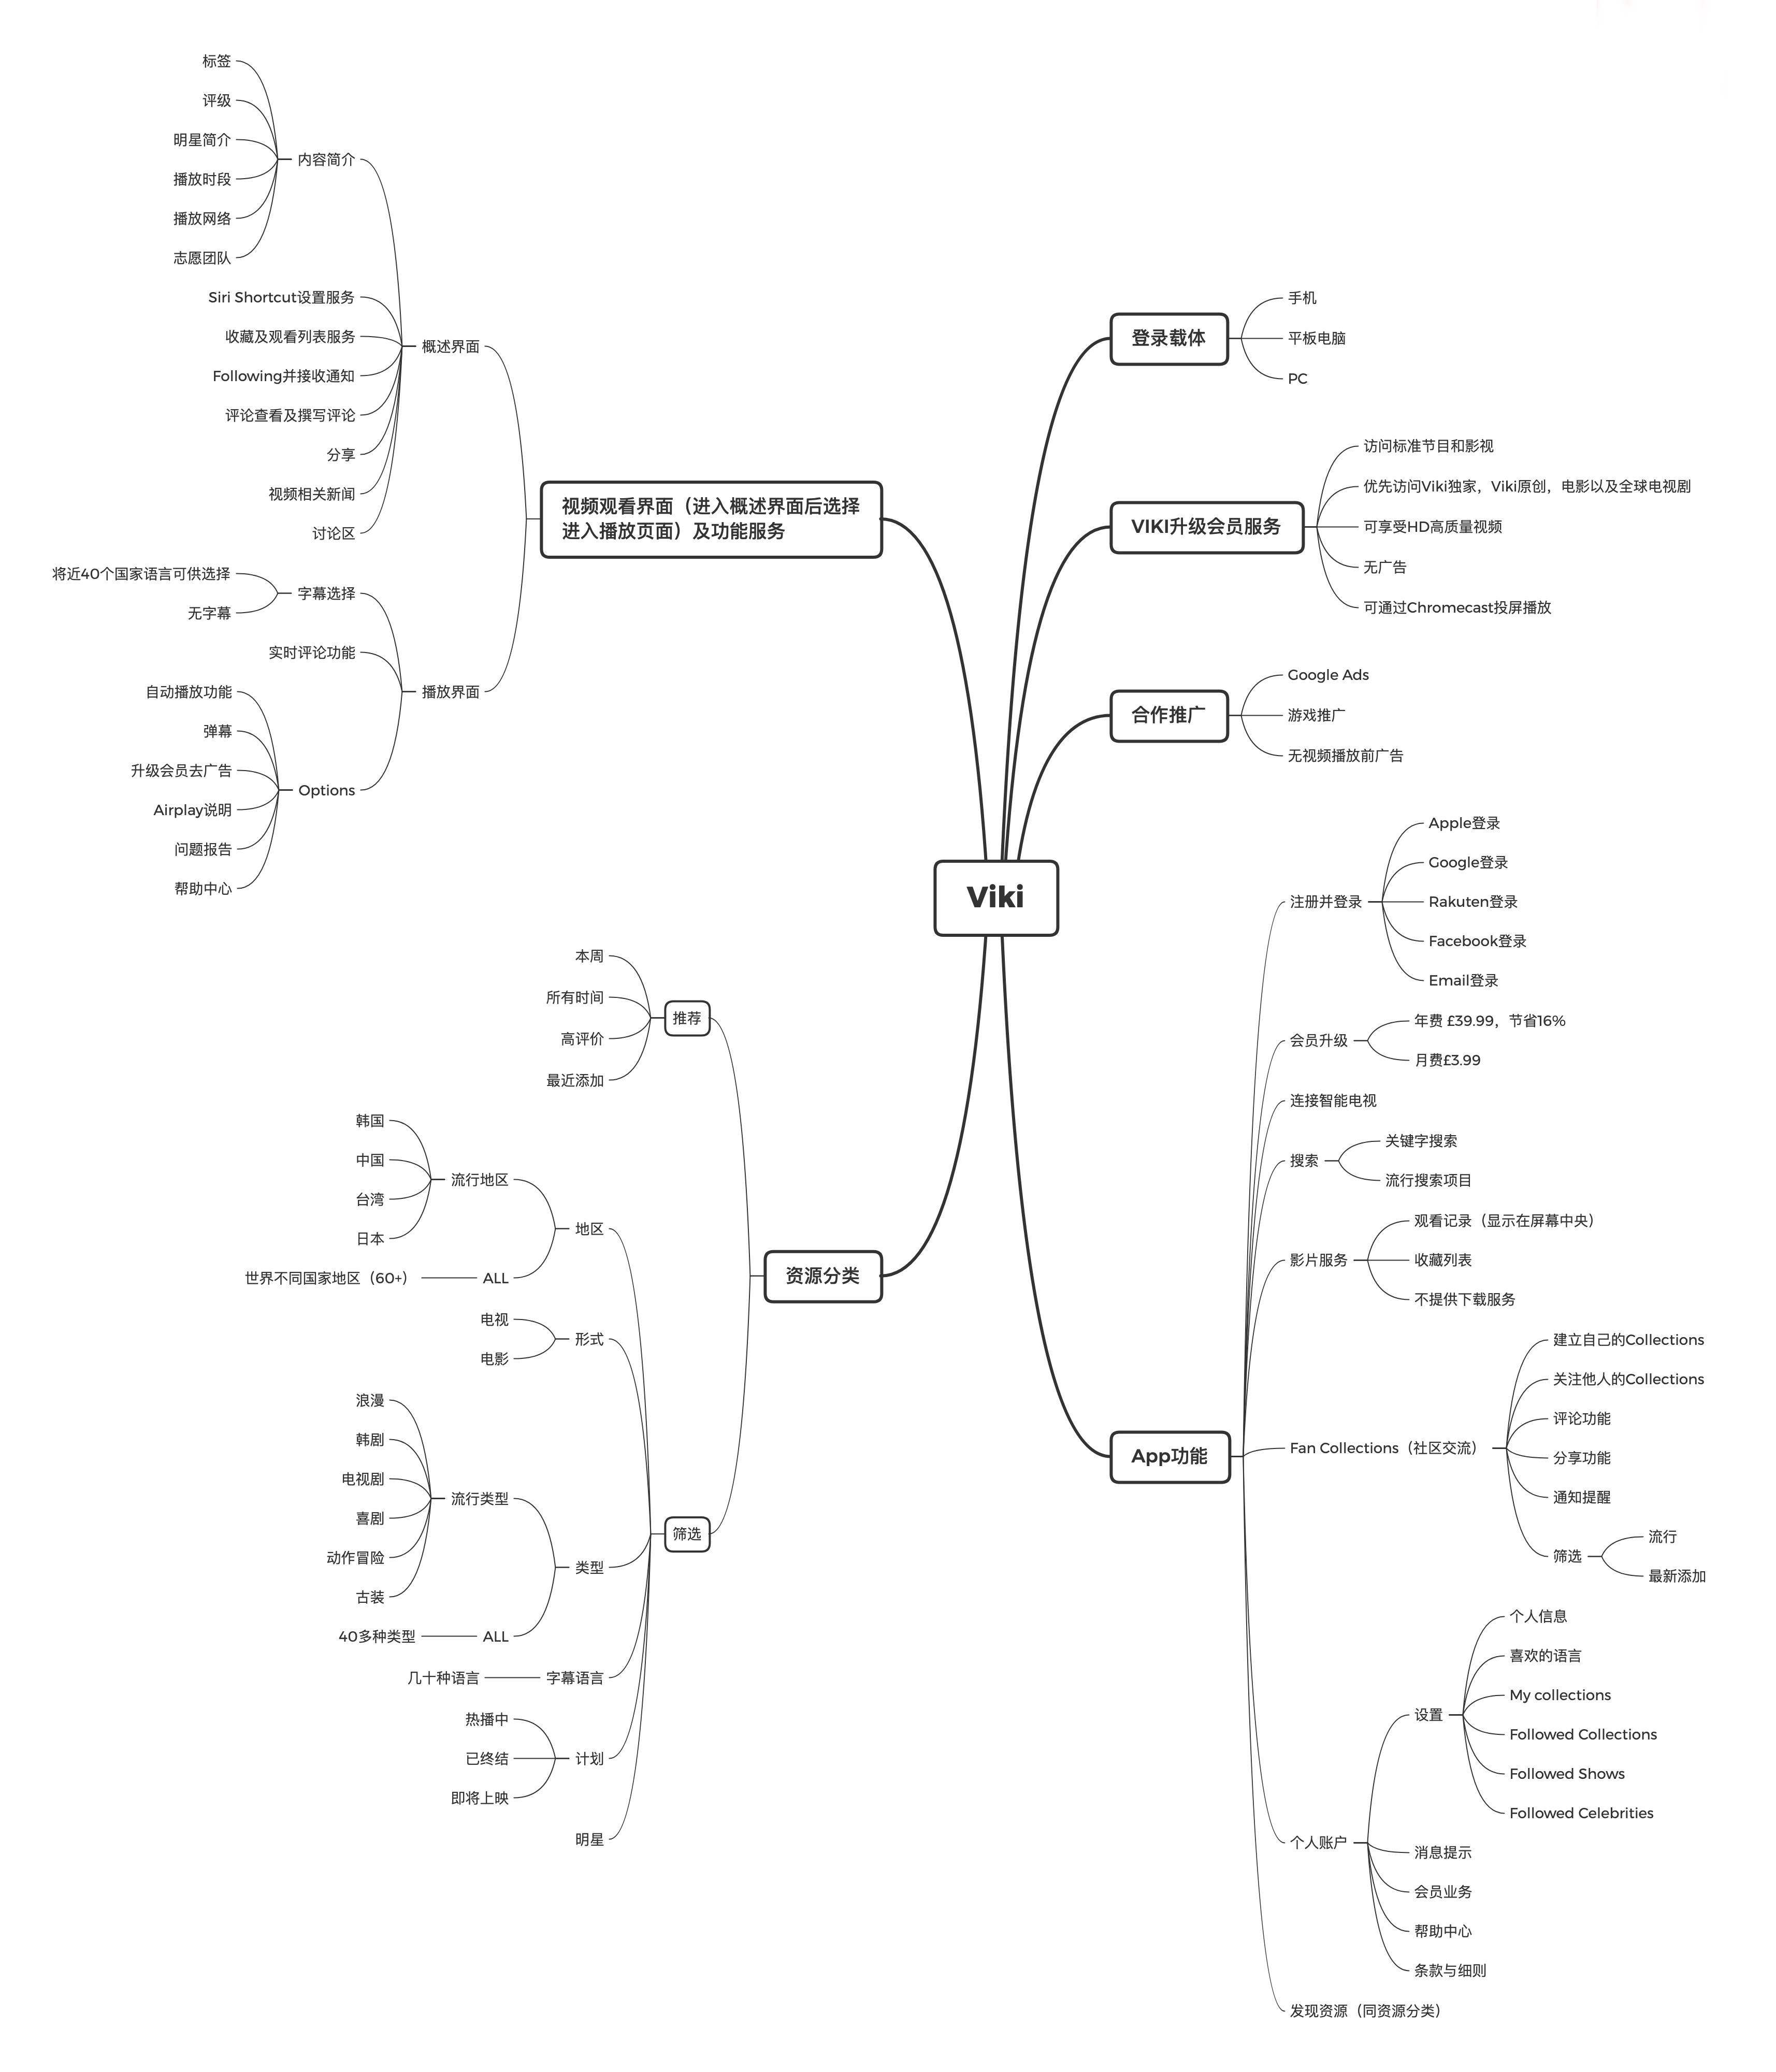 Viki
登录载体
手机
平板电脑
PC
VIKI升级会员服务
访问标准节目和影视
优先访问Viki独家，Viki原创，电影以及全球电视剧
可享受HD高质量视频
无广告
可通过Chromecast投屏播放
合作推广
Google Ads
游戏推广
无视频播放前广告
App功能
注册并登录
Apple登录
Google登录
Rakuten登录
Facebook登录
Email登录
会员升级
年费 £39.99，节省16%
月费£3.99
连接智能电视
搜索
关键字搜索
流行搜索项目
影片服务
观看记录（显示在屏幕中央）
收藏列表
不提供下载服务
Fan Collections（社区交流）
建立自己的Collections
关注他人的Collections
评论功能
分享功能
通知提醒
筛选
流行
最新添加
个人账户
设置
个人信息
喜欢的语言
My collections
Followed Collections
Followed Shows
Followed Celebrities
消息提示
会员业务
帮助中心
条款与细则
发现资源（同资源分类）
视频观看界面（进入概述界面后选择
进入播放页面）及功能服务
概述界面
内容简介
标签
评级
明星简介
播放时段
播放网络
志愿团队
Siri Shortcut设置服务
收藏及观看列表服务
Following并接收通知
评论查看及撰写评论
分享
视频相关新闻
讨论区
播放界面
字幕选择
将近40个国家语言可供选择
无字幕
实时评论功能
Options
自动播放功能
弹幕
升级会员去广告
Airplay说明
问题报告
帮助中心
资源分类
推荐
本周
所有时间
高评价
最近添加
筛选
地区
流行地区
韩国
中国
台湾
日本
ALL
世界不同国家地区（60+）
形式
电视
电影
类型
流行类型
浪漫
韩剧
电视剧
喜剧
动作冒险
古装
ALL
40多种类型
字幕语言
几十种语言
计划
热播中
已终结
即将上映
明星